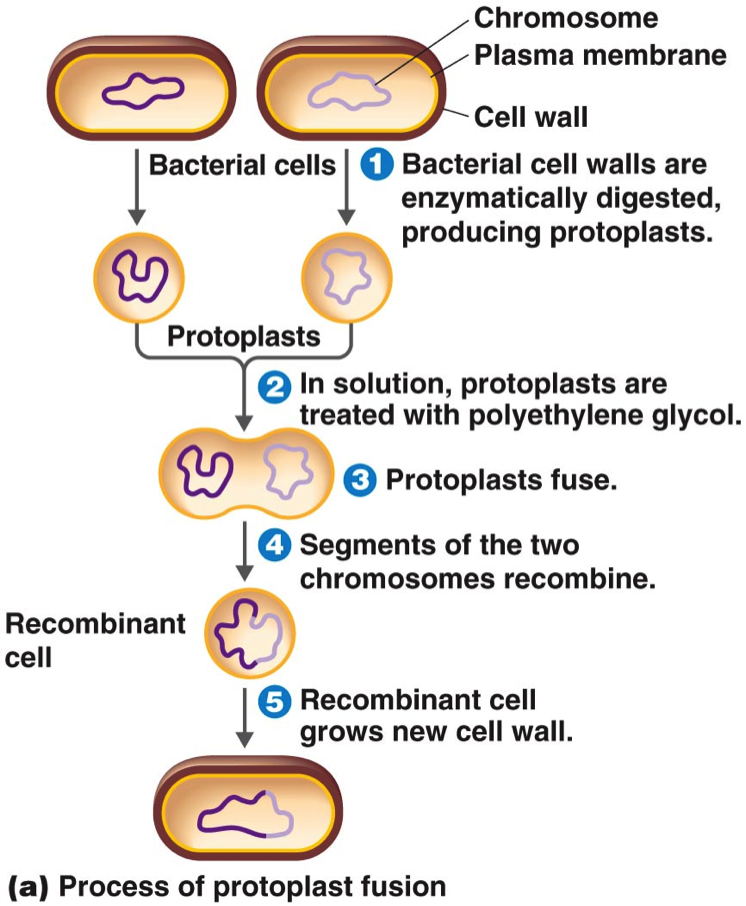 Chromosome
Plasma membrane
Cell wall
Bacterial cells
1 Bacterial cell walls are
enzymatically digested,
producing protoplasts.
Protoplasts
2 In solution, protoplasts are
treated with polyethylene glycol.
3 Protoplasts fuse.
4 Segments of the two
chromosomes recombine.
Recombinant
cell
5 Recombinant cell
grows new cell wall.
(a) Process of protoplast fusion